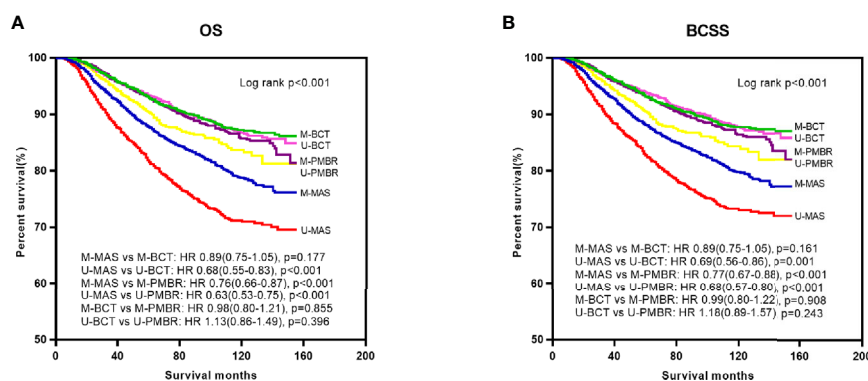 A
OS
Percent survival(%)
100
90
80
70
60
50
Log rank p<0.001
M-BCT
U-BCT
M-PMBR
U-PMBR
M-MAS
U-MAS
M-MAS vs M-BCT: HR 0.89(0.75-1.05), p=0.177
U-MAS vs U-BCT: HR 0.68(0.55-0.83), p<0.001
M-MAS vs M-PMBR: HR 0.76(0.66-0.87), p<0.001
U-MAS vs U-PMBR: HR 0.63(0.53-0.75), p<0.001
M-BCT vs M-PMBR: HR 0.98(0.80-1.21), p=0.855
U-BCT vs U-PMBR: HR 1.13(0.86-1.49), p=0.396
0 40 80 120 160 200
Survival months
B
BCSS
Percent survival(%)
100
90
80
70
60
50
Log rank p<0.001
M-BCT
U-BCT
M-PMBR
U-PMBR
M-MAS
U-MAS
M-MAS vs M-BCT: HR 0.89(0.75-1.05), p=0.161
U-MAS vs U-BCT: HR 0.69(0.56-0.86), p=0.001
M-MAS vs M-PMBR: HR 0.77(0.67-0.88), p<0.001
U-MAS vs U-PMBR: HR 0.68(0.57-0.80), p<0.001
M-BCT vs M-PMBR: HR 0.99(0.80-1.22), p=0.908
U-BCT vs U-PMBR: HR 1.18(0.89-1.57) p=0.243
0 40 80 120 160 200
Survival months